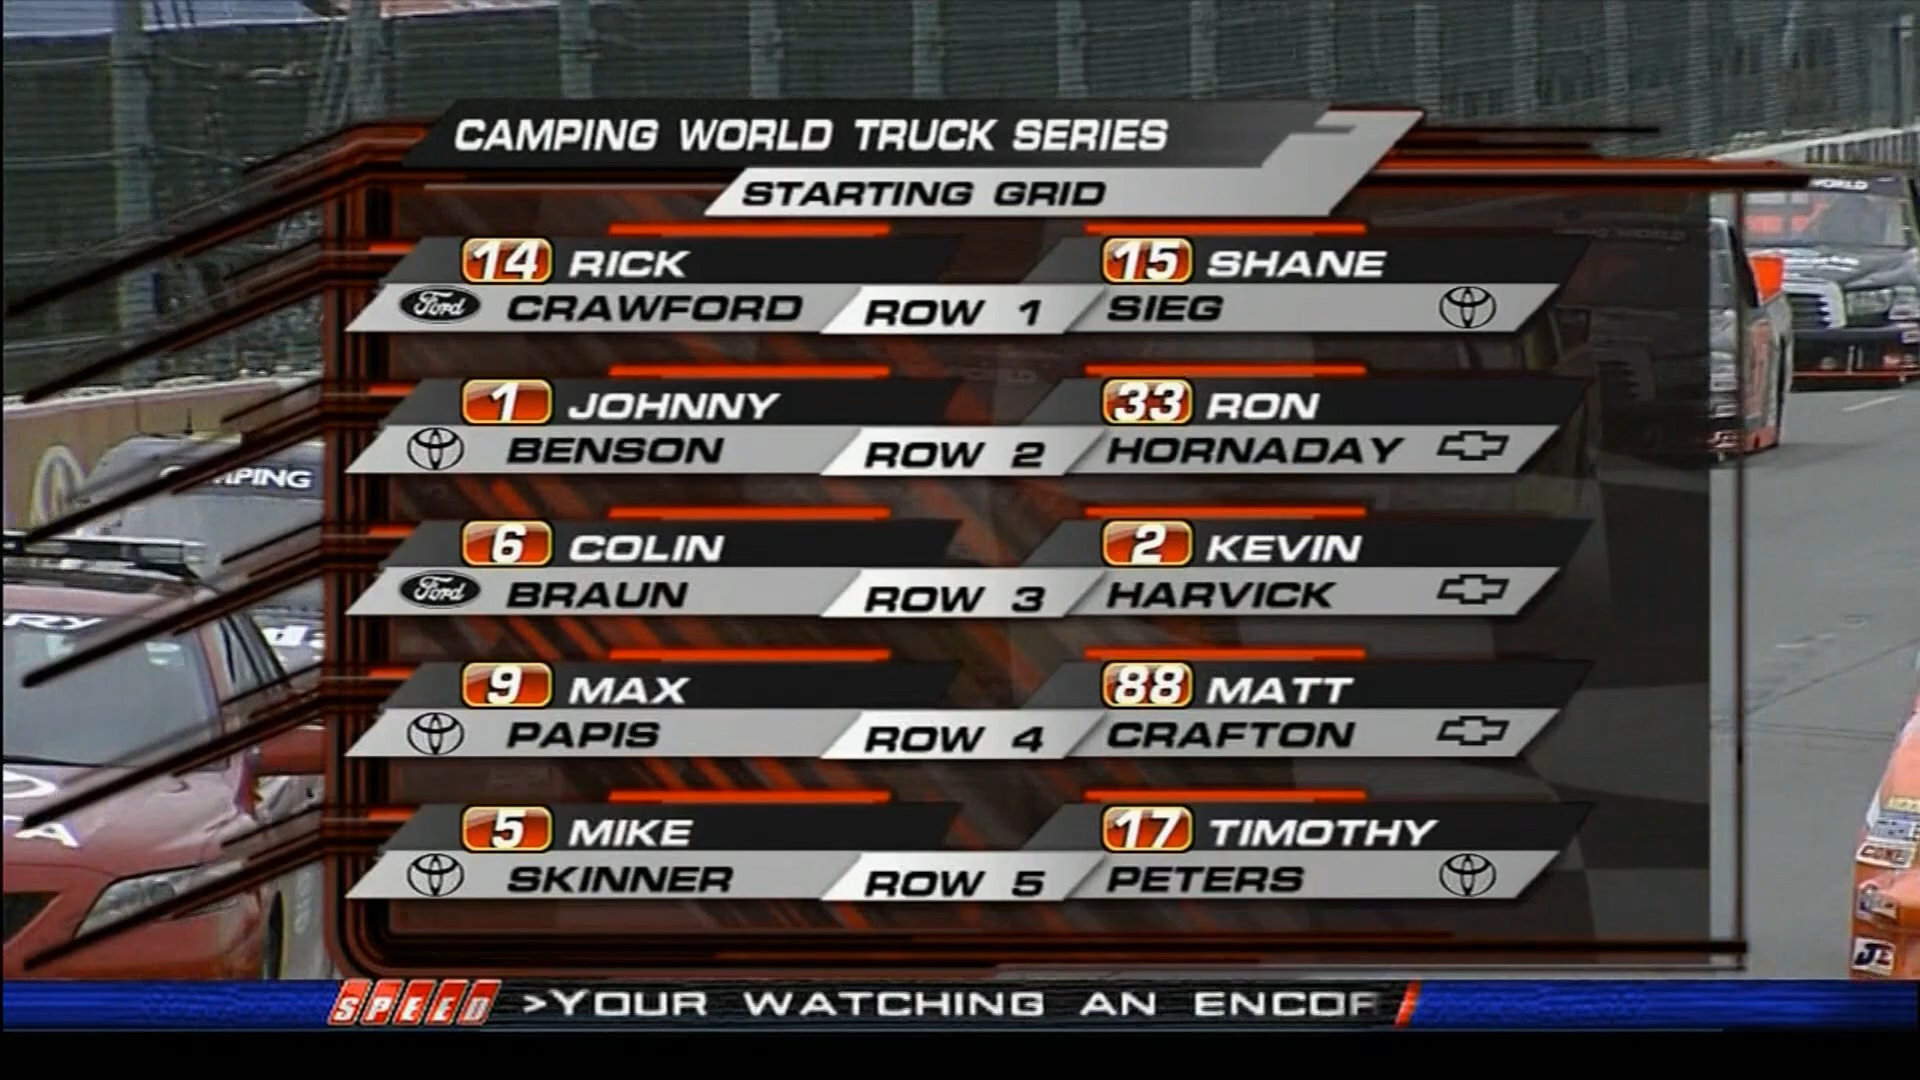 CAMPING WORLD TRUCK SERIES
STARTING GRID
14 RICK
Ford CRAWFORD
ROW 1
15 SHANE
SIEG
1 JOHNNY
BENSON
ROW 2
33 RON
HORNADAY
6 COLIN
Ford BRAUN
ROW 3
2 KEVIN
HARVICK
9 MAX
PAPIS
ROW 4
88 MATT
CRAFTON
5 MIKE
SKINNER
ROW 5
17 TIMOTHY
PETERS
SPEED >YOUR WATCHING AN ENCOR